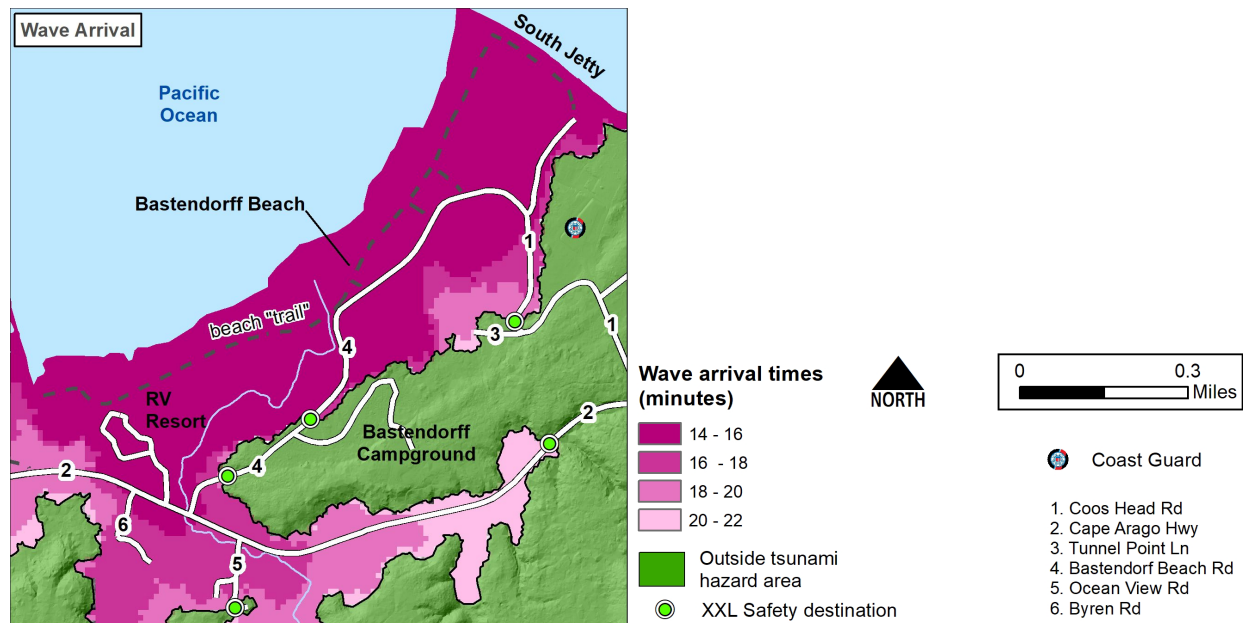 Wave Arrival
South Jetty
Pacific
Ocean
Bastendorff Beach
1
beach "trail"
3
1
4
RV
Resort
2
Bastendorff
Campground
4
2
6
5
Wave arrival times
(minutes)
14 - 16
16 - 18
18 - 20
20 - 22
Outside tsunami
hazard area
XXL Safety destination
NORTH
0 0.3
Miles
Coast Guard
1. Coos Head Rd
2. Cape Arago Hwy
3. Tunnel Point Ln
4. Bastendorf Beach Rd
5. Ocean View Rd
6. Byren Rd